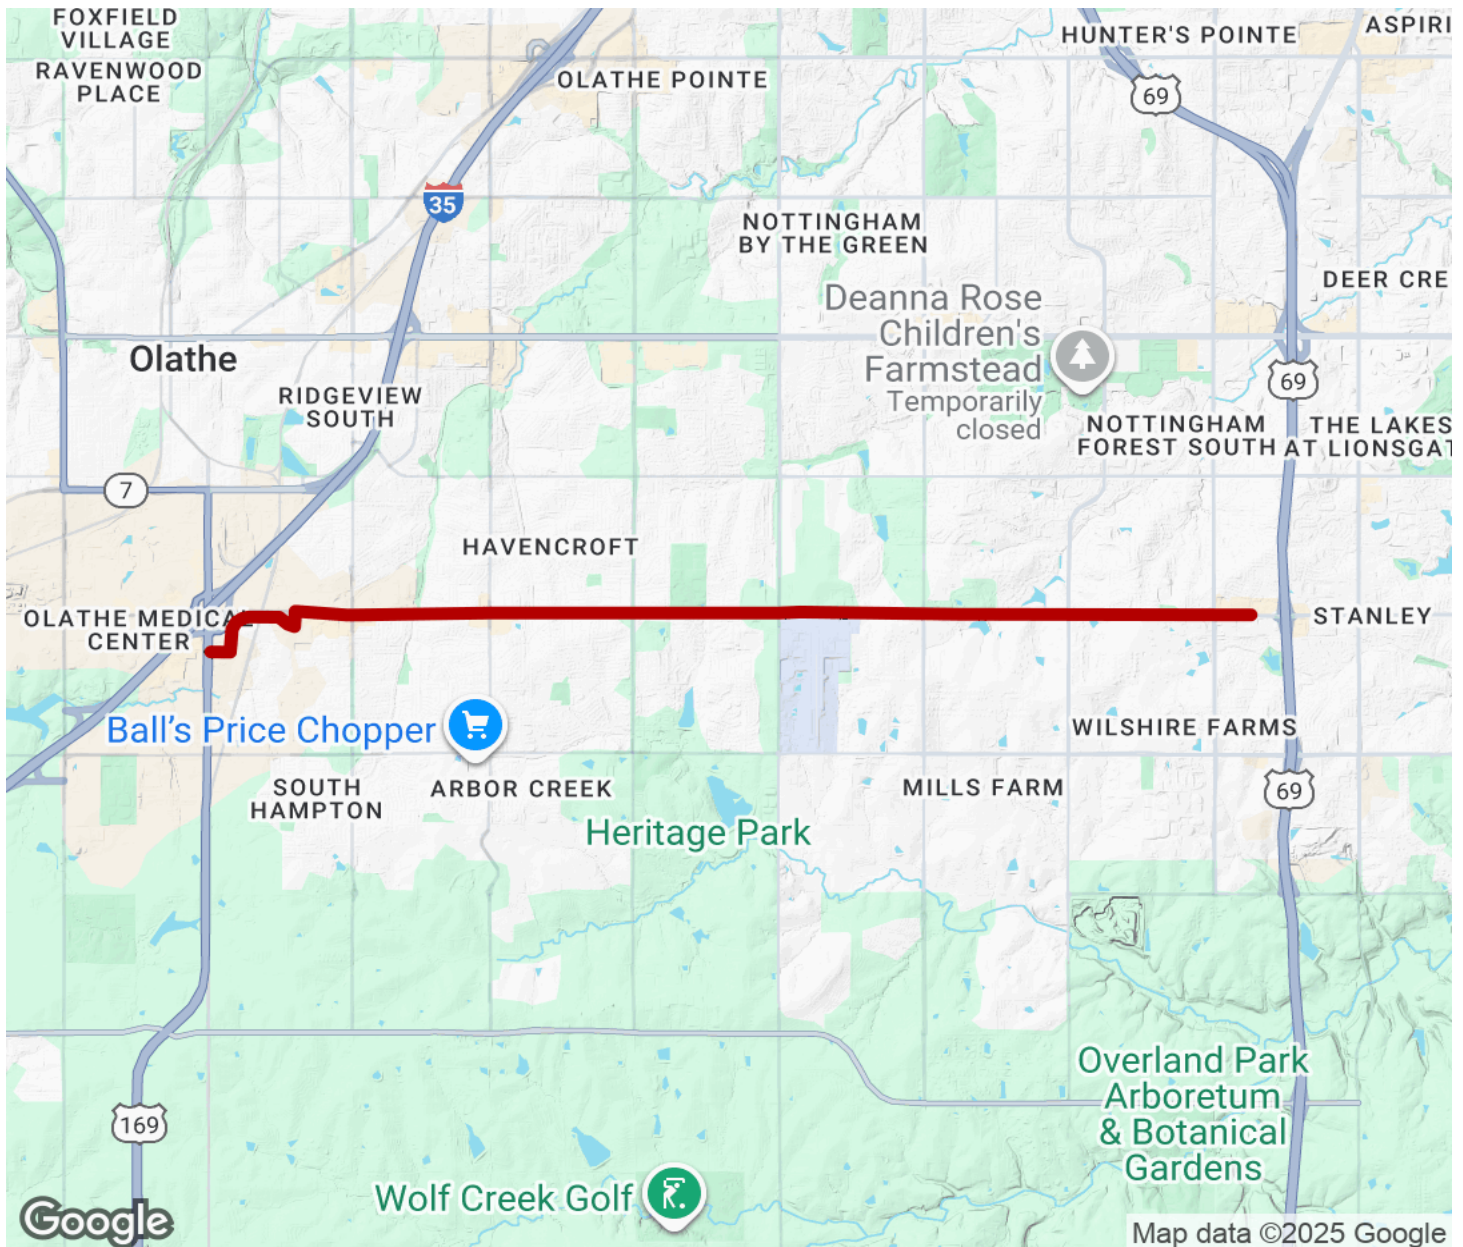 FOXFIELD
VILLAGE
RAVENWOOD
PLACE
OLATHE POINTE
HUNTER'S POINTE
ASPIRI
69
35
NOTTINGHAM
BY THE GREEN
DEER CRE
Deanna Rose
Children's
Farmstead
Temporarily
closed
Olathe
RIDGEVIEW
SOUTH
69
NOTTINGHAM
FOREST SOUTH
THE LAKES
AT LIONSGAT
7
HAVENCROFT
OLATHE MEDICAL
CENTER
STANLEY
Ball's Price Chopper
WILSHIRE FARMS
SOUTH
HAMPTON
ARBOR CREEK
MILLS FARM
69
Heritage Park
Overland Park
Arboretum
& Botanical
Gardens
169
Wolf Creek Golf
Google
Map data ©2025 Google